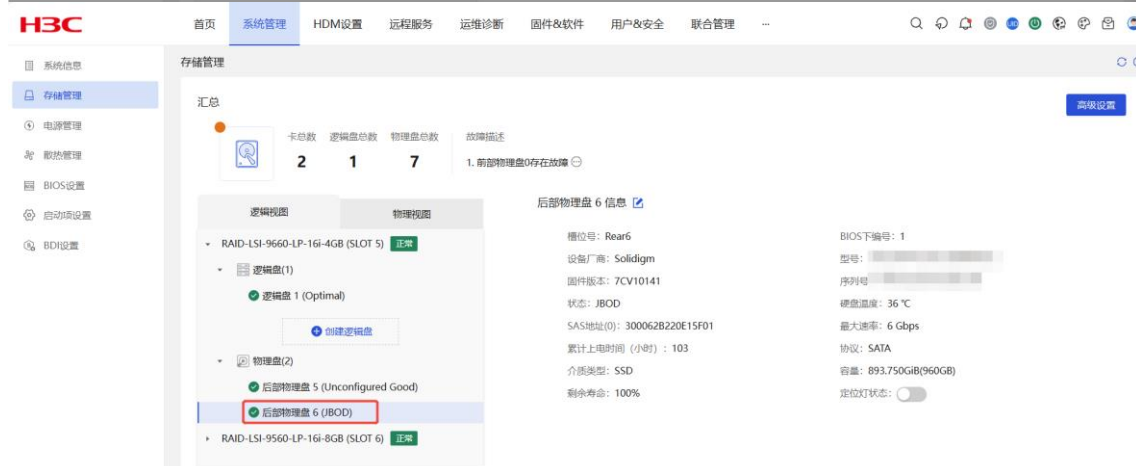 H3C 首页 系统管理 HDM设置 远程服务 运维诊断 固件&软件 用户&安全 联合管理 ... UID
系统信息
存储管理
电源管理
散热管理
BIOS设置
启动项设置
BDI设置
存储管理
汇总
高级设置
卡总数 逻辑盘总数 物理盘总数 故障描述
2 1 7 1. 前部物理盘0存在故障
逻辑视图 物理视图
RAID-LSI-9660-LP-16i-4GB (SLOT 5) 正常
逻辑盘(1)
逻辑盘 1 (Optimal)
创建逻辑盘
物理盘(2)
后部物理盘 5 (Unconfigured Good)
后部物理盘 6 (JBOD)
RAID-LSI-9560-LP-16i-8GB (SLOT 6) 正常
后部物理盘 6 信息
槽位号: Rear6 BIOS下编号: 1
设备厂商: Solidigm 型号:
固件版本: 7CV10141 序列号
状态: JBOD 硬盘温度: 36 ℃
SAS地址(0): 300062B220E15F01 最大速率: 6 Gbps
累计上电时间（小时）: 103 协议: SATA
介质类型: SSD 容量: 893.750GiB(960GB)
剩余寿命: 100% 定位灯状态: